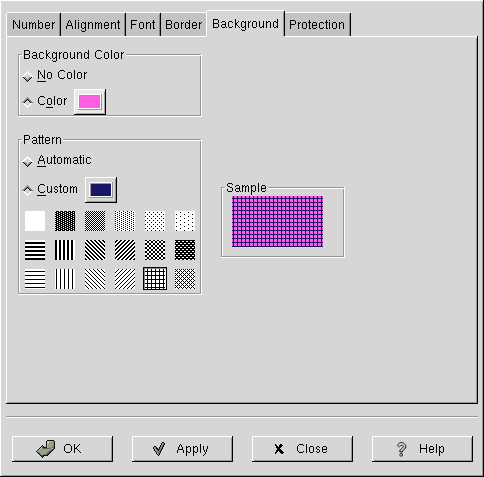 Number Alignment Font Border Background Protection
Background Color
No Color
Color
Pattern
Automatic
Custom
Sample
OK Apply Close Help